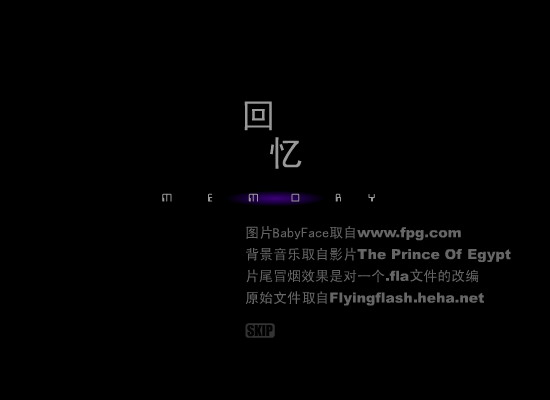 回
忆
MEMORY
图片BabyFace取自www.fpg.com
背景音乐取自影片The Prince Of Egypt
片尾冒烟效果是对一个.fla文件的改编
原始文件取自Flyingflash.heha.net
SKIP